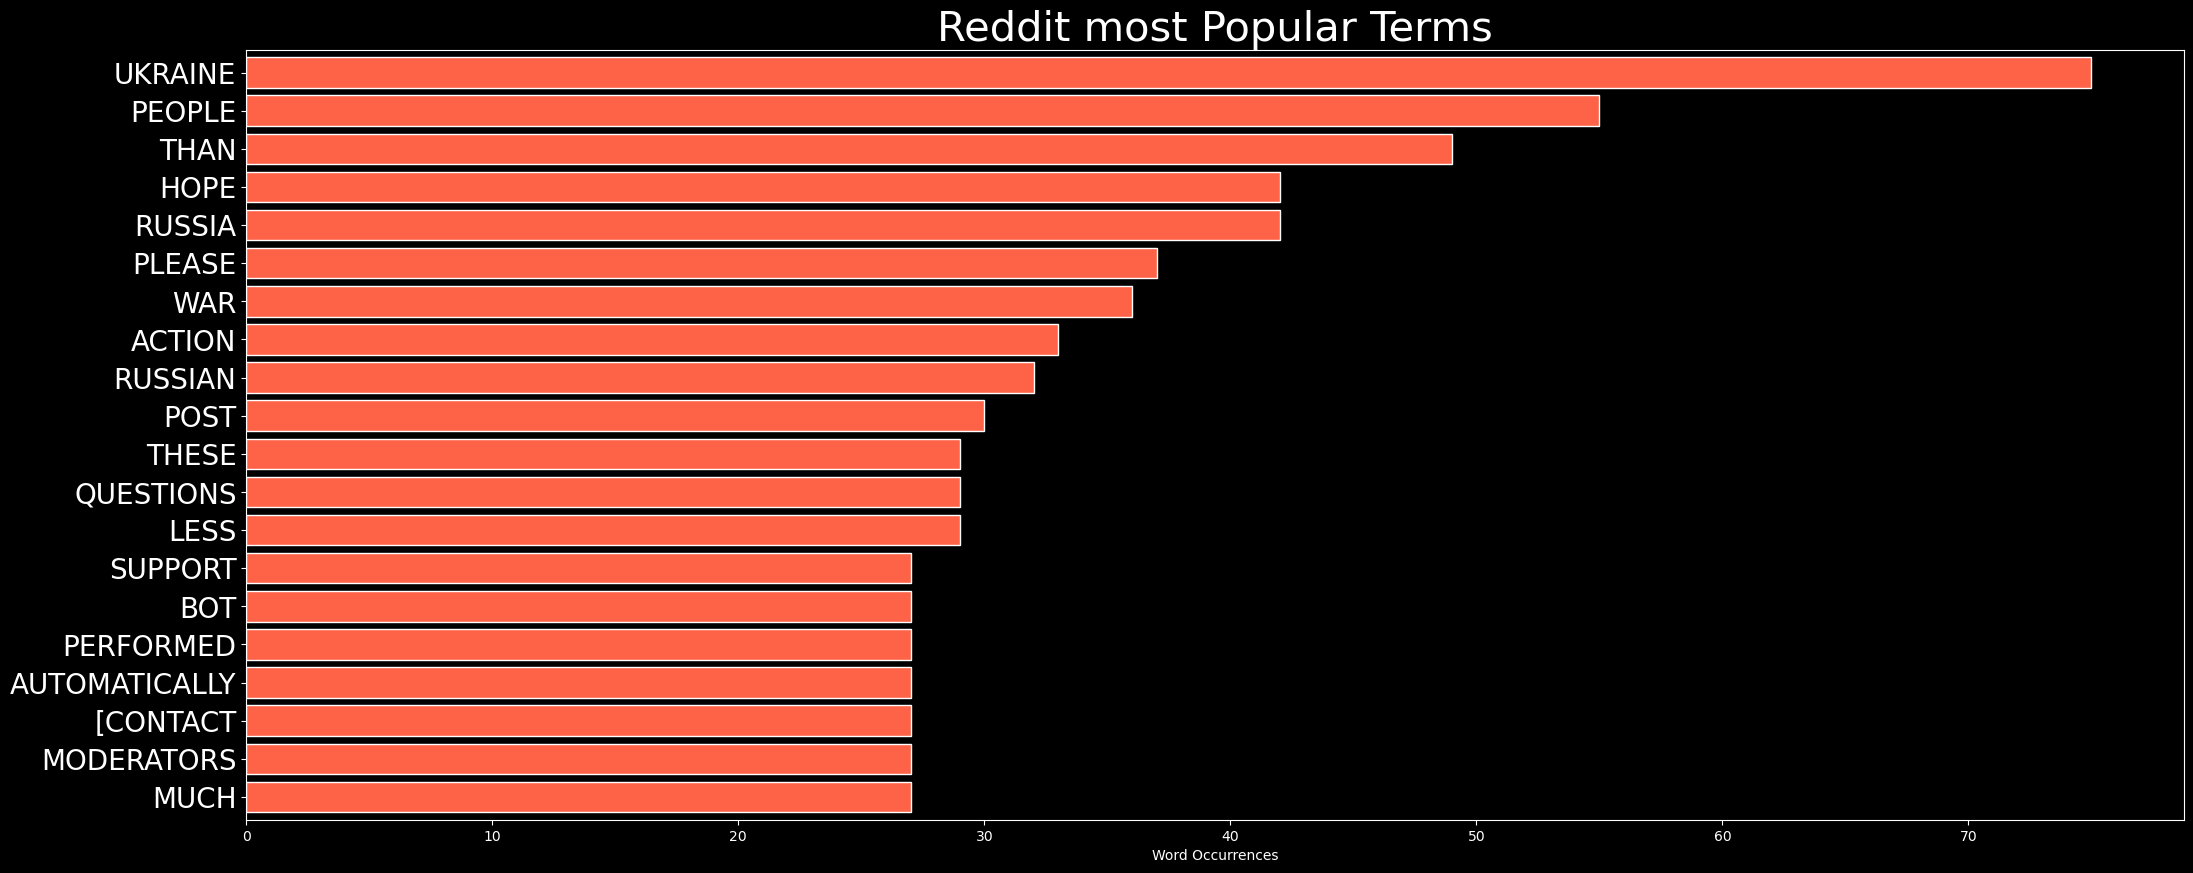 Reddit most Popular Terms
UKRAINE
PEOPLE
THAN
HOPE
RUSSIA
PLEASE
WAR
ACTION
RUSSIAN
POST
THESE
QUESTIONS
LESS
SUPPORT
BOT
PERFORMED
AUTOMATICALLY
[CONTACT
MODERATORS
MUCH
0 10 20 30 40 50 60 70
Word Occurrences